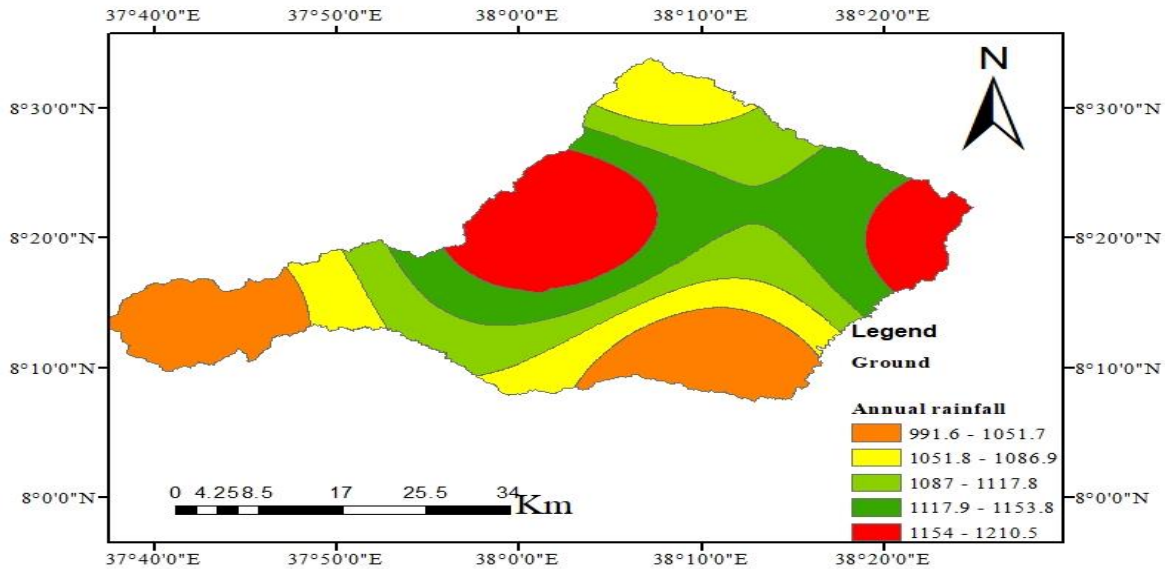 37°40'0"E 37°50'0"E 38°0'0"E 38°10'0"E 38°20'0"E
N
8°30'0"N 8°30'0"N
8°20'0"N 8°20'0"N
8°10'0"N 8°10'0"N
8°0'0"N 8°0'0"N
Legend
Ground
Annual rainfall
991.6 - 1051.7
1051.8 - 1086.9
1087 - 1117.8
1117.9 - 1153.8
1154 - 1210.5
0 4.25 8.5 17 25.5 34
Km
37°40'0"E 37°50'0"E 38°0'0"E 38°10'0"E 38°20'0"E